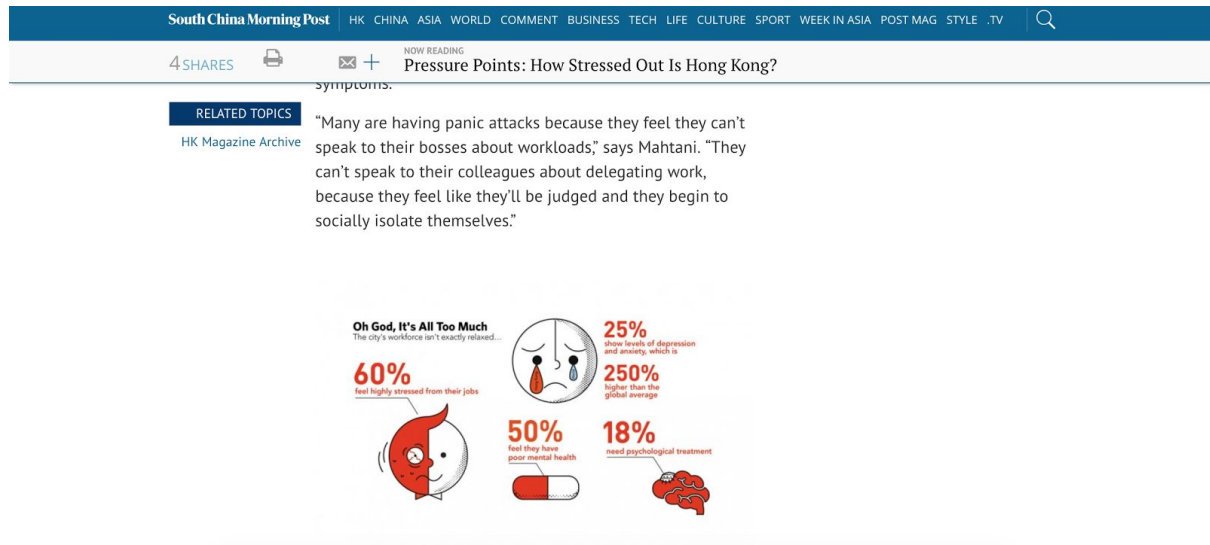 South China Morning Post HK CHINA ASIA WORLD COMMENT BUSINESS TECH LIFE CULTURE SPORT WEEK IN ASIA POST MAG STYLE .TV
4 SHARES
NOW READING
Pressure Points: How Stressed Out Is Hong Kong?
symptoms.
RELATED TOPICS
HK Magazine Archive
“Many are having panic attacks because they feel they can’t
speak to their bosses about workloads,” says Mahtani. “They
can’t speak to their colleagues about delegating work,
because they feel like they’ll be judged and they begin to
socially isolate themselves.”
Oh God, It's All Too Much
The city's workforce isn't exactly relaxed...
60%
feel highly stressed from their jobs
25%
show levels of depression
and anxiety, which is
250%
higher than the
global average
50%
feel they have
poor mental health
18%
need psychological treatment